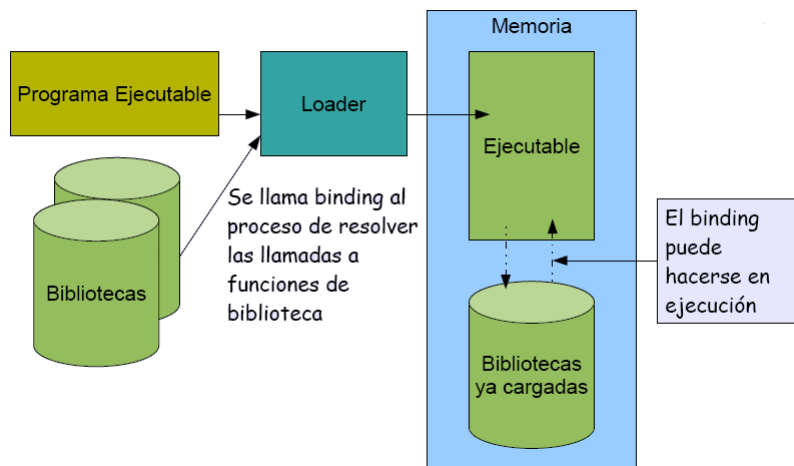 Memoria
Programa Ejecutable
Loader
Ejecutable
Se llama binding al
proceso de resolver
las llamadas a
funciones de
biblioteca
El binding
puede
hacerse en
ejecución
Bibliotecas
Bibliotecas
ya cargadas